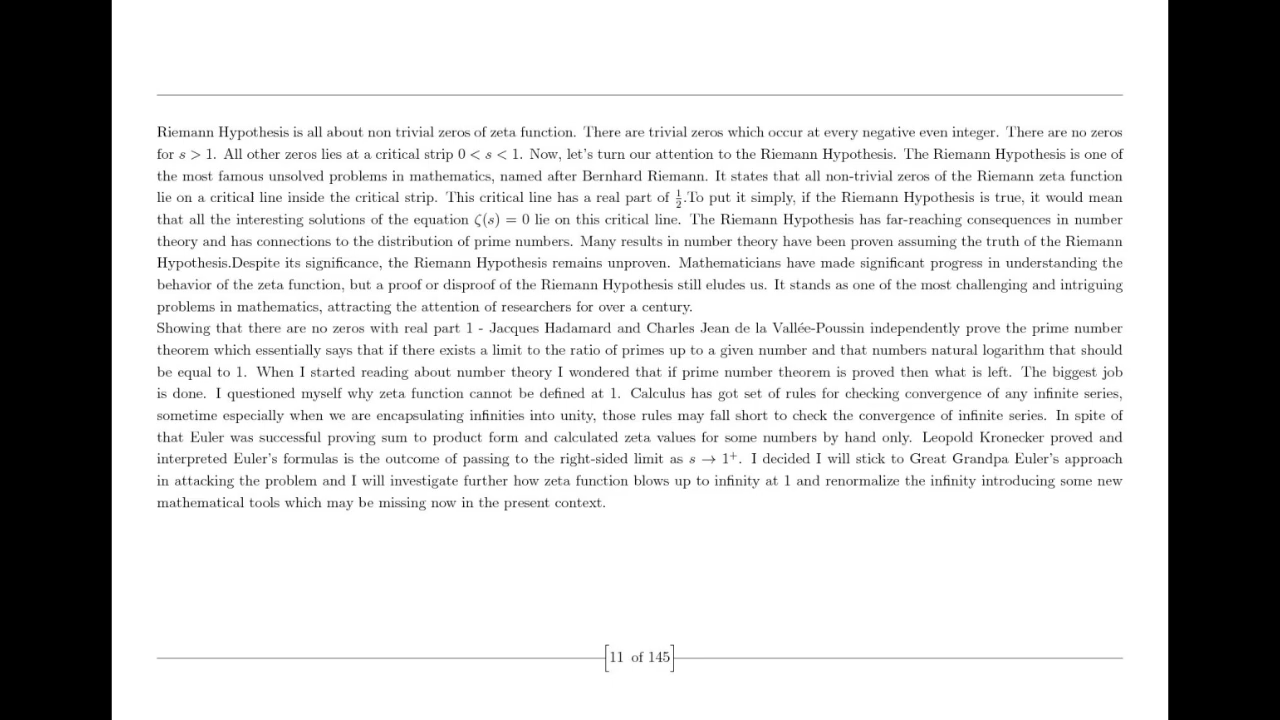 Riemann Hypothesis is all about non trivial zeros of zeta function. There are trivial zeros which occur at every negative even integer. There are no zeros
for s > 1. All other zeros lies at a critical strip 0 < s < 1. Now, let's turn our attention to the Riemann Hypothesis. The Riemann Hypothesis is one of
the most famous unsolved problems in mathematics, named after Bernhard Riemann. It states that all non-trivial zeros of the Riemann zeta function
lie on a critical line inside the critical strip. This critical line has a real part of 1/2.To put it simply, if the Riemann Hypothesis is true, it would mean
that all the interesting solutions of the equation ζ(s) = 0 lie on this critical line. The Riemann Hypothesis has far-reaching consequences in number
theory and has connections to the distribution of prime numbers. Many results in number theory have been proven assuming the truth of the Riemann
Hypothesis.Despite its significance, the Riemann Hypothesis remains unproven. Mathematicians have made significant progress in understanding the
behavior of the zeta function, but a proof or disproof of the Riemann Hypothesis still eludes us. It stands as one of the most challenging and intriguing
problems in mathematics, attracting the attention of researchers for over a century.
Showing that there are no zeros with real part 1 - Jacques Hadamard and Charles Jean de la Vallée-Poussin independently prove the prime number
theorem which essentially says that if there exists a limit to the ratio of primes up to a given number and that numbers natural logarithm that should
be equal to 1. When I started reading about number theory I wondered that if prime number theorem is proved then what is left. The biggest job
is done. I questioned myself why zeta function cannot be defined at 1. Calculus has got set of rules for checking convergence of any infinite series,
sometime especially when we are encapsulating infinities into unity, those rules may fall short to check the convergence of infinite series. In spite of
that Euler was successful proving sum to product form and calculated zeta values for some numbers by hand only. Leopold Kronecker proved and
interpreted Euler's formulas is the outcome of passing to the right-sided limit as s → 1⁺. I decided I will stick to Great Grandpa Euler's approach
in attacking the problem and I will investigate further how zeta function blows up to infinity at 1 and renormalize the infinity introducing some new
mathematical tools which may be missing now in the present context.
[11 of 145]